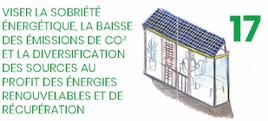 VISER LA SOBRIÉTÉ
ÉNERGÉTIQUE, LA BAISSE
DES ÉMISSIONS DE CO²
ET LA DIVERSIFICATION
DES SOURCES AU
PROFIT DES ÉNERGIES
RENOUVELABLES ET DE
RÉCUPÉRATION
17